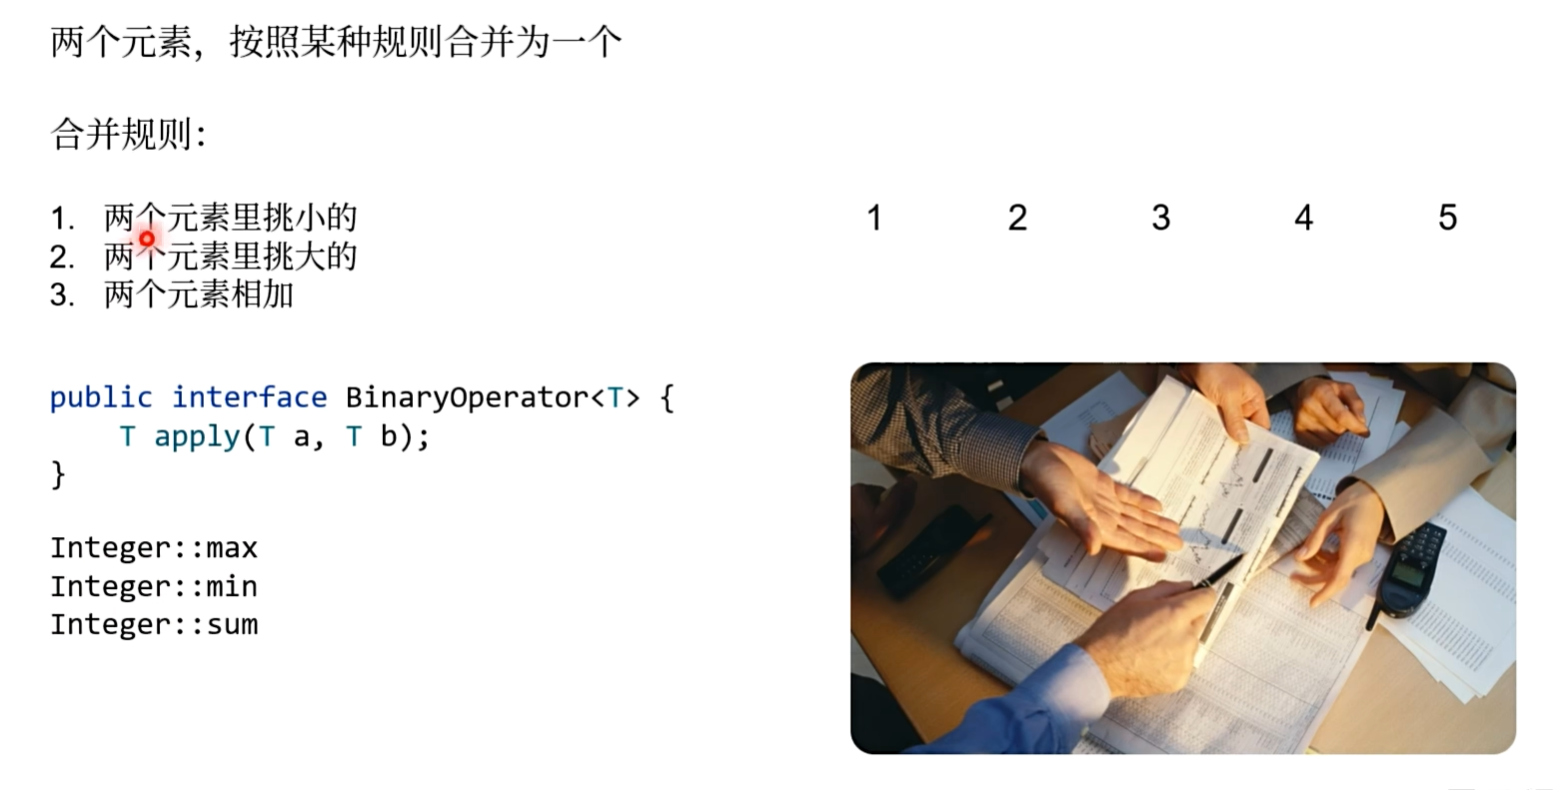 两个元素，按照某种规则合并为一个
合并规则：
1. 两个元素里挑小的
2. 两个元素里挑大的
3. 两个元素相加
public interface BinaryOperator<T> {
    T apply(T a, T b);
}
Integer::max
Integer::min
Integer::sum
1 2 3 4 5